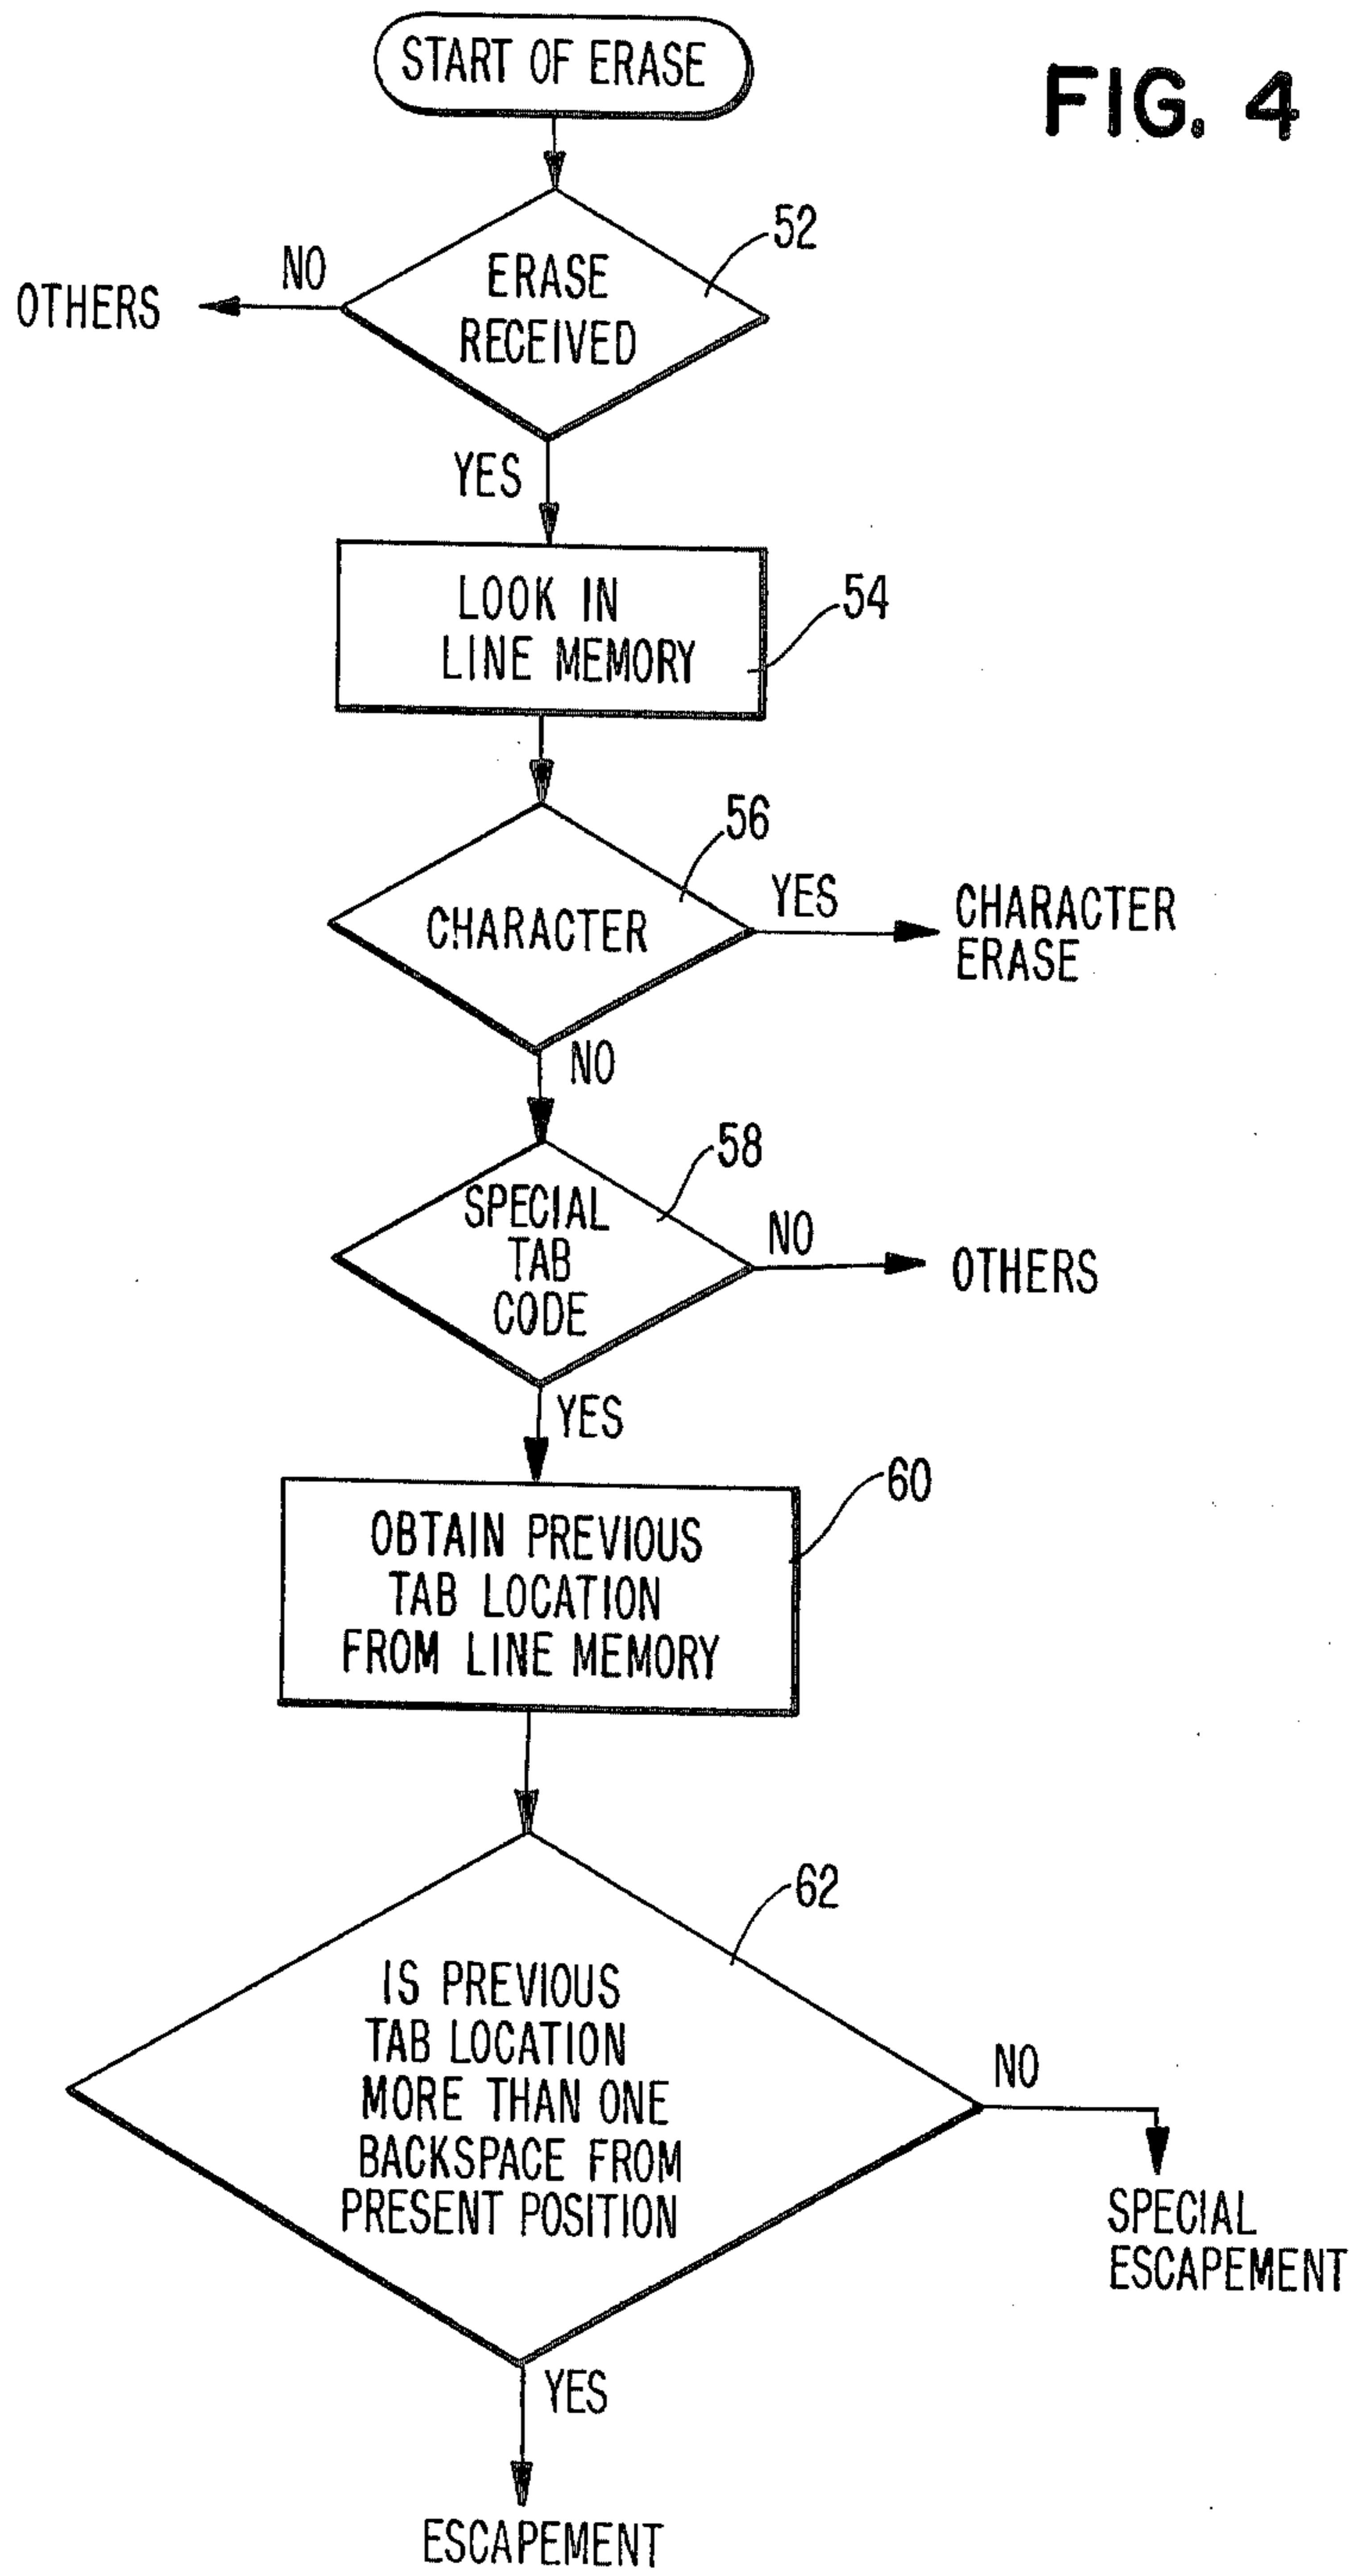 START OF ERASE
FIG. 4
52
NO
ERASE
OTHERS
RECEIVED
YES
LOOK IN
54
LINE MEMORY
56
YES
CHARACTER
CHARACTER
ERASE
NO
58
SPECIAL
NO
TAB
OTHERS
CODE
YES
60
OBTAIN PREVIOUS
TAB LOCATION
FROM LINE MEMORY
62
IS PREVIOUS
TAB LOCATION
NO
MORE THAN ONE
BACKSPACE FROM
PRESENT POSITION
SPECIAL
ESCAPEMENT
YES
ESCAPEMENT